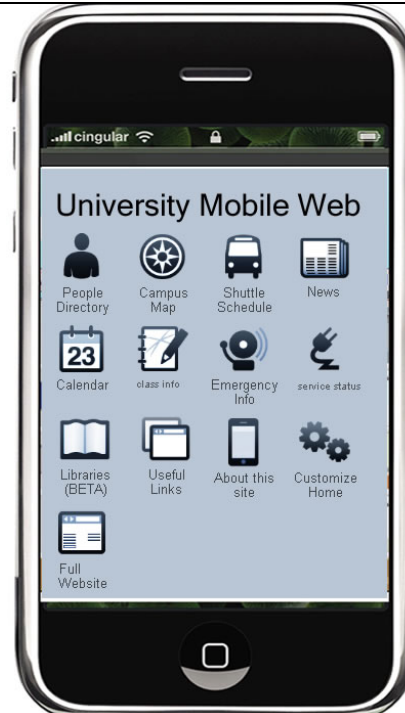 cingular
University Mobile Web
People
Directory
Campus
Map
Shuttle
Schedule
News
23
Calendar
class info
Emergency
Info
service status
Libraries
(BETA)
Useful
Links
About this
site
Customize
Home
Full
Website